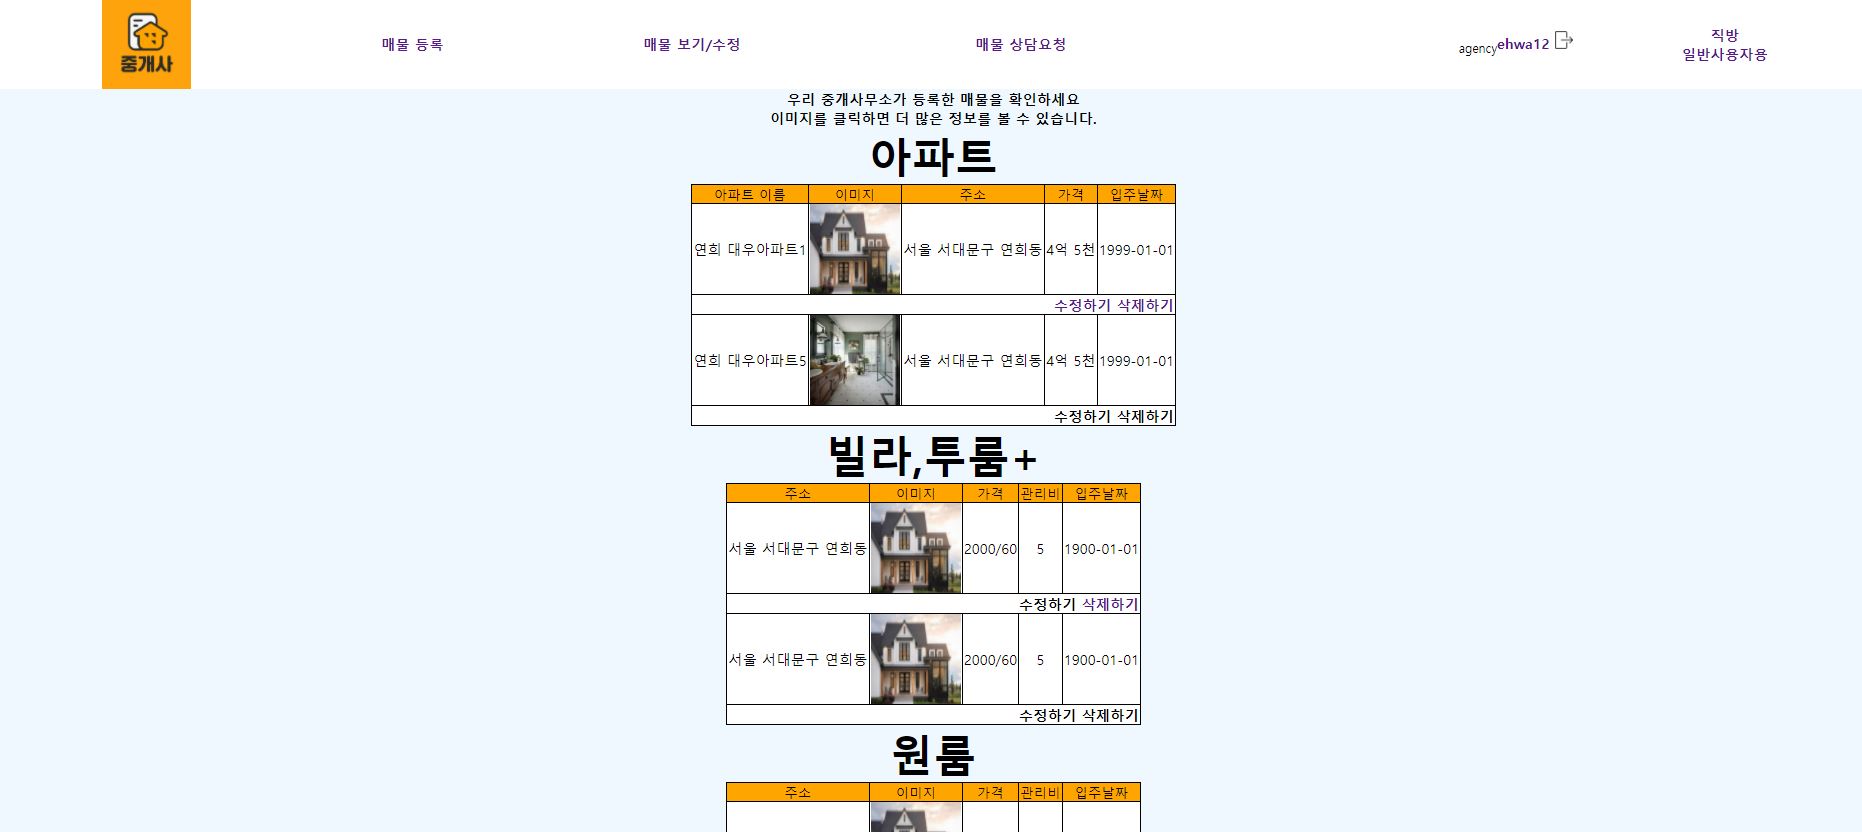 중개사
매물 등록
매물 보기/수정
매물 상담요청
agencyehwa12
직방
일반사용자용
우리 중개사무소가 등록한 매물을 확인하세요
이미지를 클릭하면 더 많은 정보를 볼 수 있습니다.
아파트
아파트 이름 이미지 주소 가격 입주날짜
연희 대우아파트1 서울 서대문구 연희동 4억 5천 1999-01-01
수정하기 삭제하기
연희 대우아파트5 서울 서대문구 연희동 4억 5천 1999-01-01
수정하기 삭제하기
빌라,투룸+
주소 이미지 가격 관리비 입주날짜
서울 서대문구 연희동 2000/60 5 1900-01-01
수정하기 삭제하기
서울 서대문구 연희동 2000/60 5 1900-01-01
수정하기 삭제하기
원룸
주소 이미지 가격 관리비 입주날짜